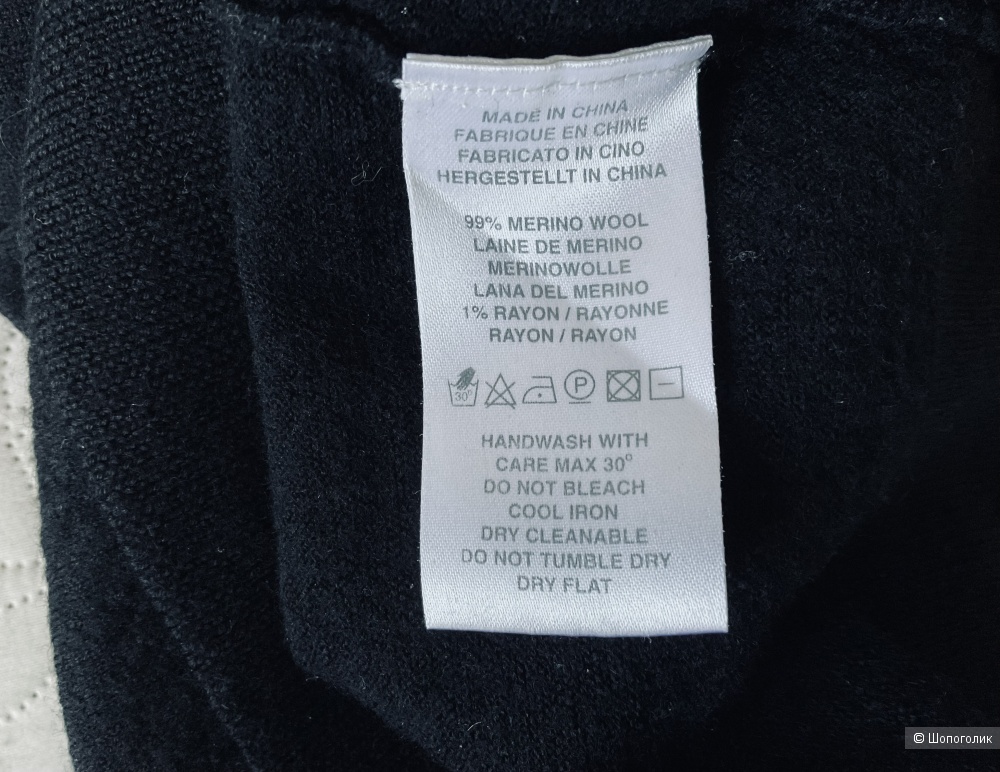 MADE IN CHINA
FABRIQUE EN CHINE
FABRICATO IN CINO
HERGESTELLT IN CHINA
99% MERINO WOOL
LAINE DE MERINO
MERINOWOLLE
LANA DEL MERINO
1% RAYON / RAYONNE
RAYON / RAYON
30° P
HANDWASH WITH
CARE MAX 30°
DO NOT BLEACH
COOL IRON
DRY CLEANABLE
DO NOT TUMBLE DRY
DRY FLAT
© Шопоголик